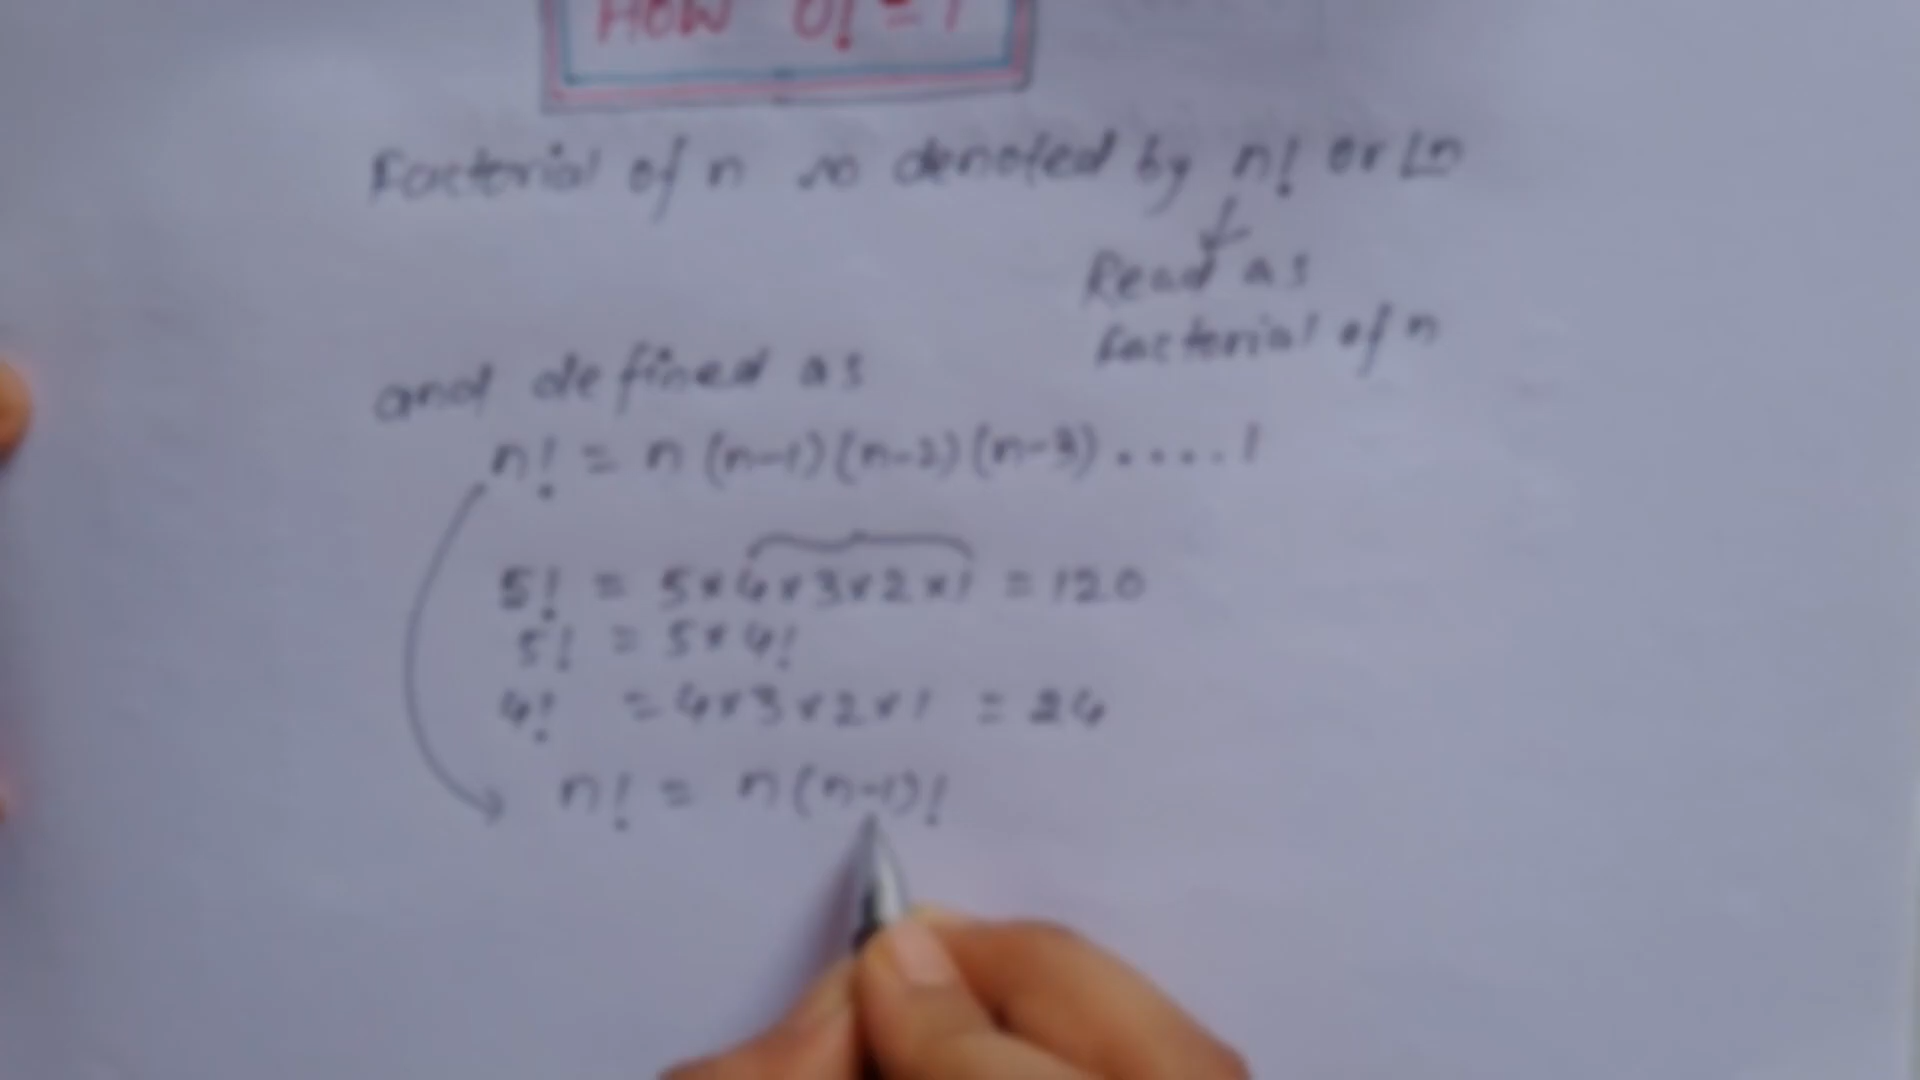 How 0! = 1
Factorial of n is denoted by n! or Ln
Read as
factorial of n
and defined as
n! = n (n-1) (n-2) (n-3) .... 1
5! = 5×4×3×2×1 = 120
5! = 5×4!
4! = 4×3×2×1 = 24
n! = n(n-1)!